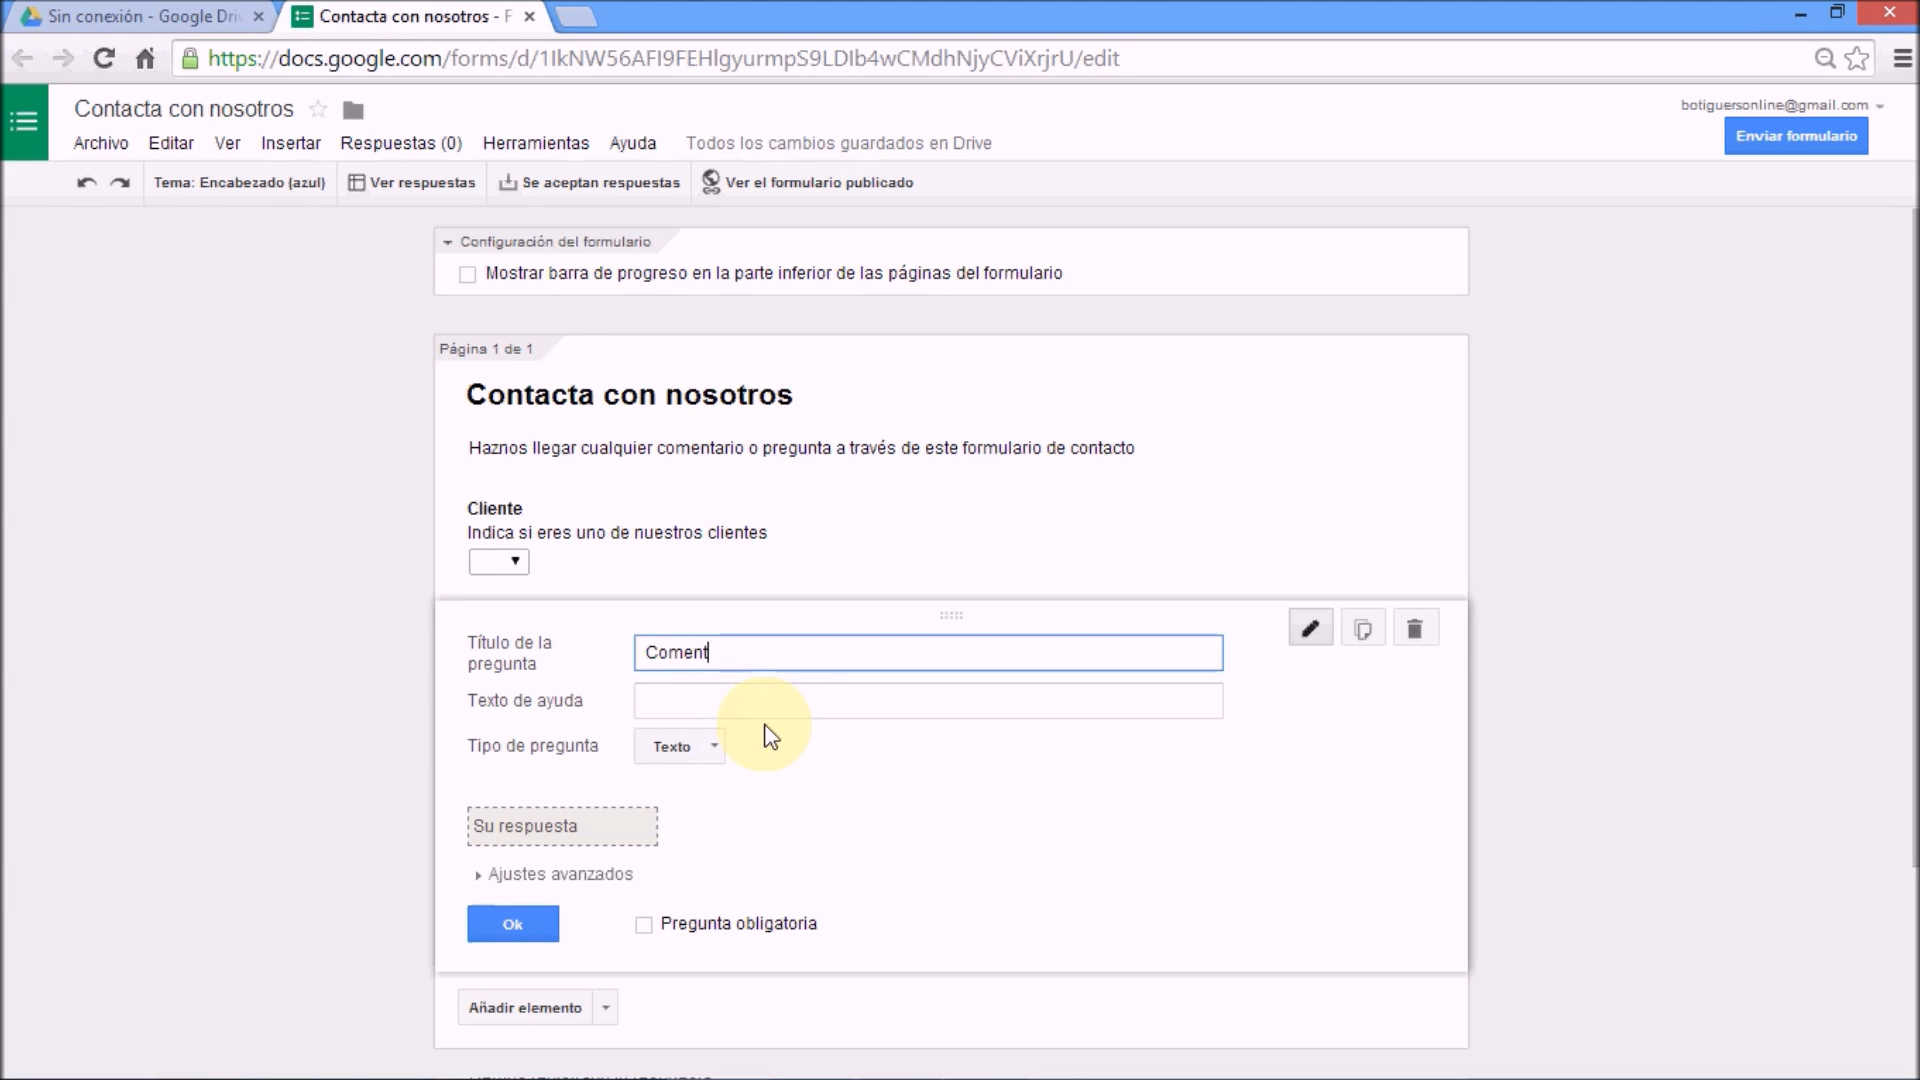 Sin conexión - Google Dri
Contacta con nosotros - F
https://docs.google.com/forms/d/1IkNW56AFI9FEHlgyurmpS9LDIb4wCMdhNjyCViXrjrU/edit
Contacta con nosotros
botiguersonline@gmail.com
Archivo Editar Ver Insertar Respuestas (0) Herramientas Ayuda Todos los cambios guardados en Drive
Enviar formulario
Tema: Encabezado (azul) Ver respuestas Se aceptan respuestas Ver el formulario publicado
Configuración del formulario
Mostrar barra de progreso en la parte inferior de las páginas del formulario
Página 1 de 1
Contacta con nosotros
Haznos llegar cualquier comentario o pregunta a través de este formulario de contacto
Cliente
Indica si eres uno de nuestros clientes
Título de la
pregunta
Coment
Texto de ayuda
Tipo de pregunta
Texto
Su respuesta
Ajustes avanzados
Ok
Pregunta obligatoria
Añadir elemento